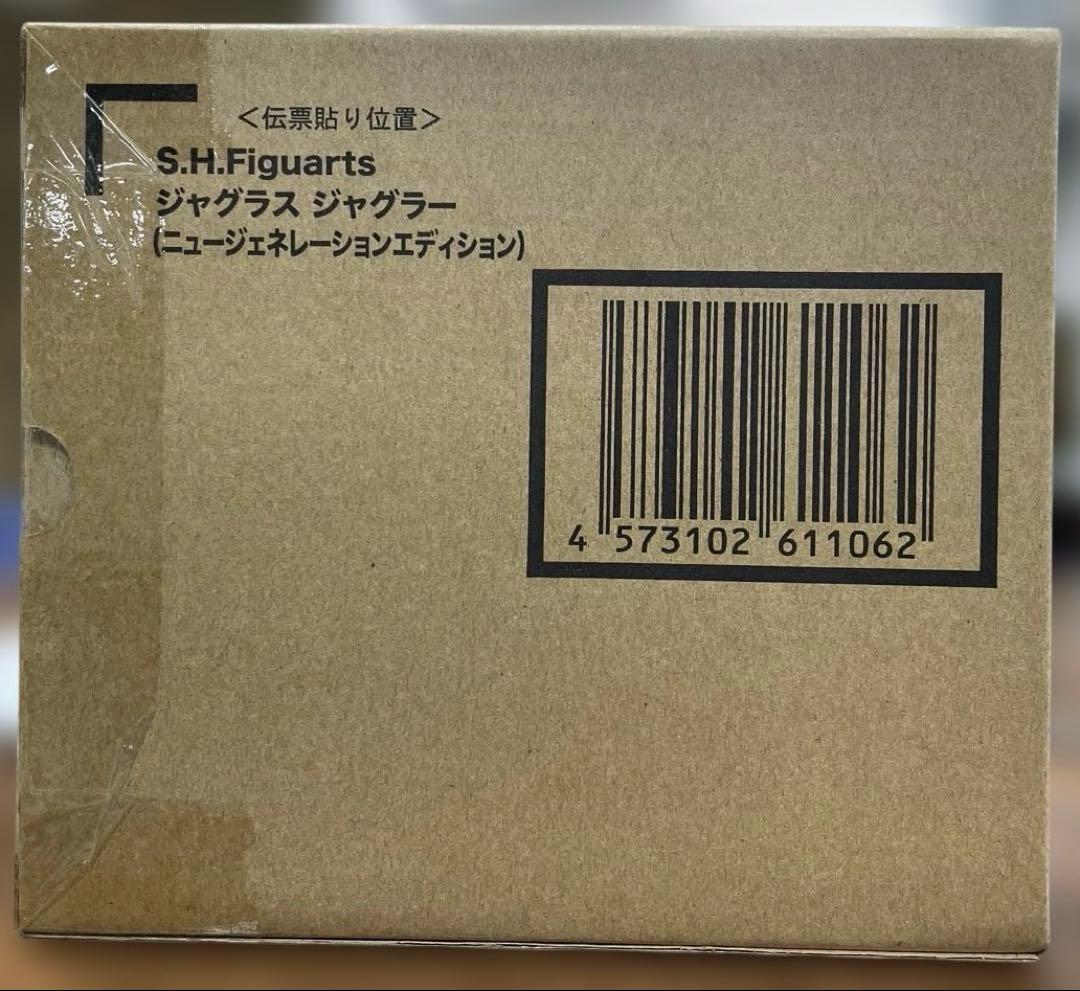 ＜伝票貼り位置＞
S.H.Figuarts
ジャグラス ジャグラー
(ニュージェネレーションエディション)
4 573102 611062